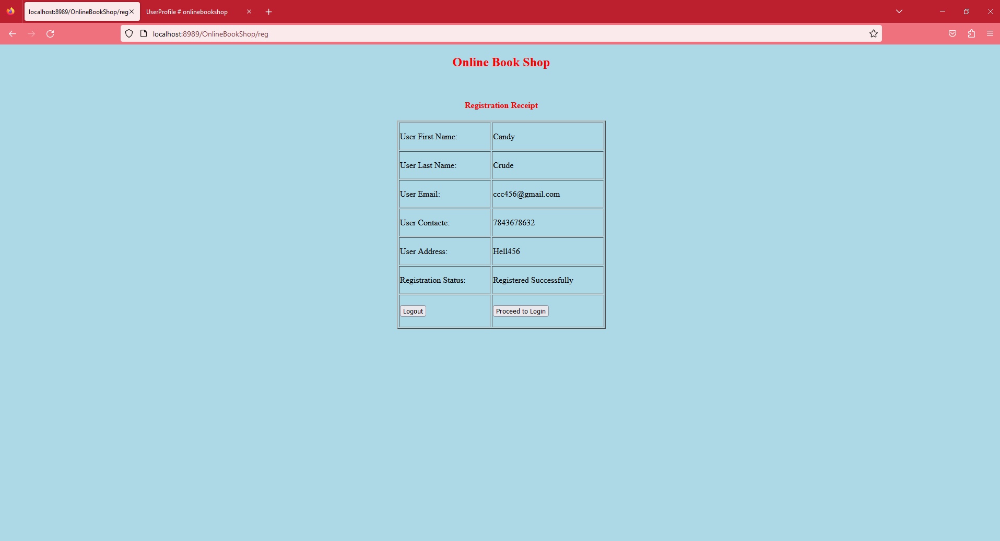 localhost:8989/OnlineBookShop/reg
UserProfile # onlinebookshop
localhost:8989/OnlineBookShop/reg
Online Book Shop
Registration Receipt
User First Name: Candy
User Last Name: Crude
User Email: ccc456@gmail.com
User Contacte: 7843678632
User Address: Hell456
Registration Status: Registered Successfully
Logout Proceed to Login